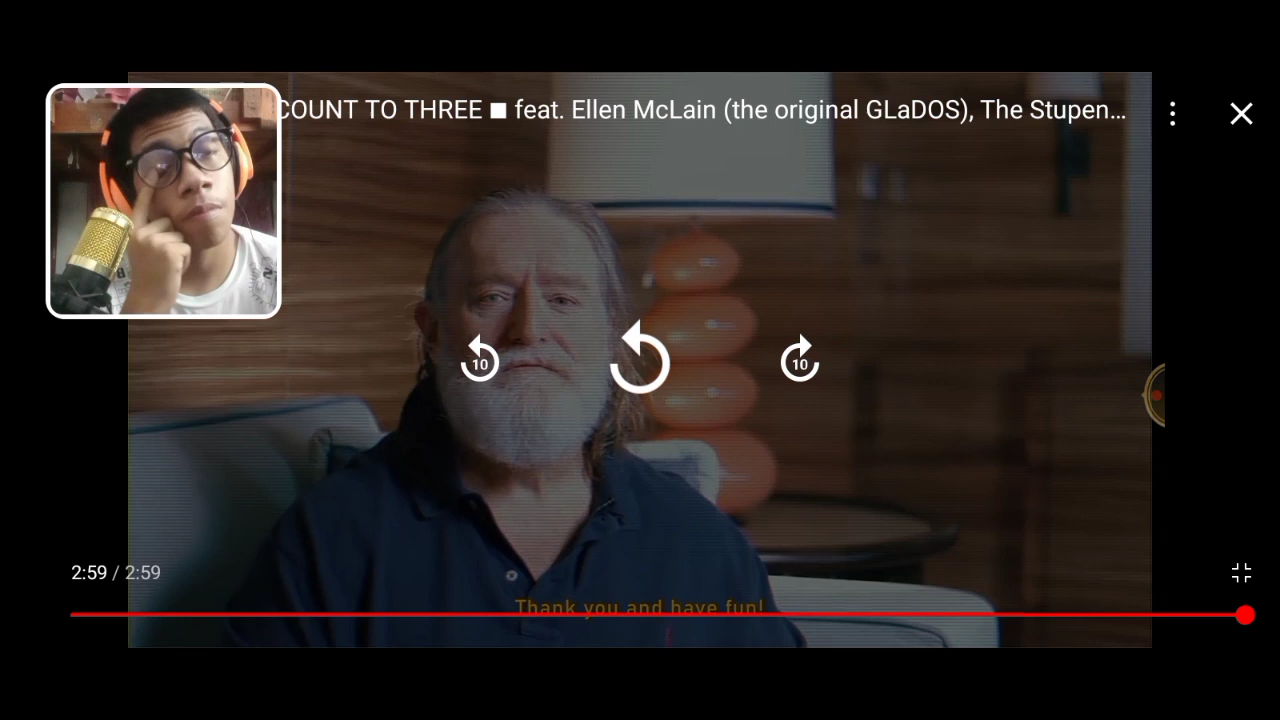 COUNT TO THREE ■ feat. Ellen McLain (the original GLaDOS), The Stupen...
10
10
2:59 / 2:59
Thank you and have fun!